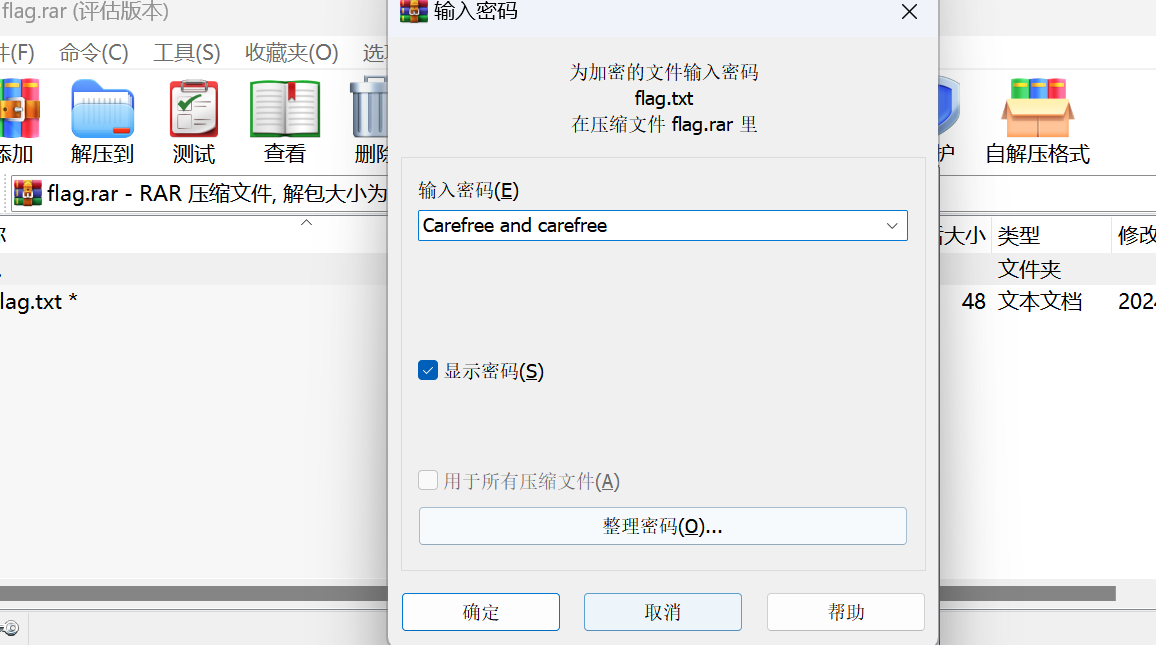 flag.rar (评估版本)
输入密码
件(F) 命令(C) 工具(S) 收藏夹(O) 选项
添加 解压到 测试 查看 删除 护 自解压格式
flag.rar - RAR 压缩文件, 解包大小为
为加密的文件输入密码
flag.txt
在压缩文件 flag.rar 里
输入密码(E)
Carefree and carefree
显示密码(S)
用于所有压缩文件(A)
整理密码(O)...
确定 取消 帮助
称 后大小 类型 修改
文件夹
lag.txt * 48 文本文档 2024